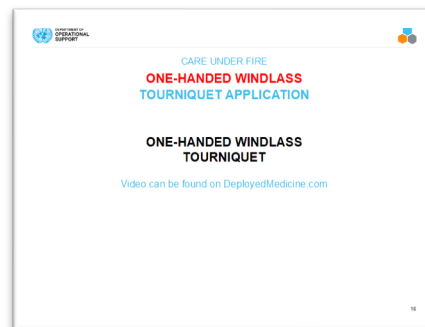 DEPARTMENT OF
OPERATIONAL
SUPPORT
CARE UNDER FIRE
ONE-HANDED WINDLASS
TOURNIQUET APPLICATION
ONE-HANDED WINDLASS
TOURNIQUET
Video can be found on DeployedMedicine.com
16